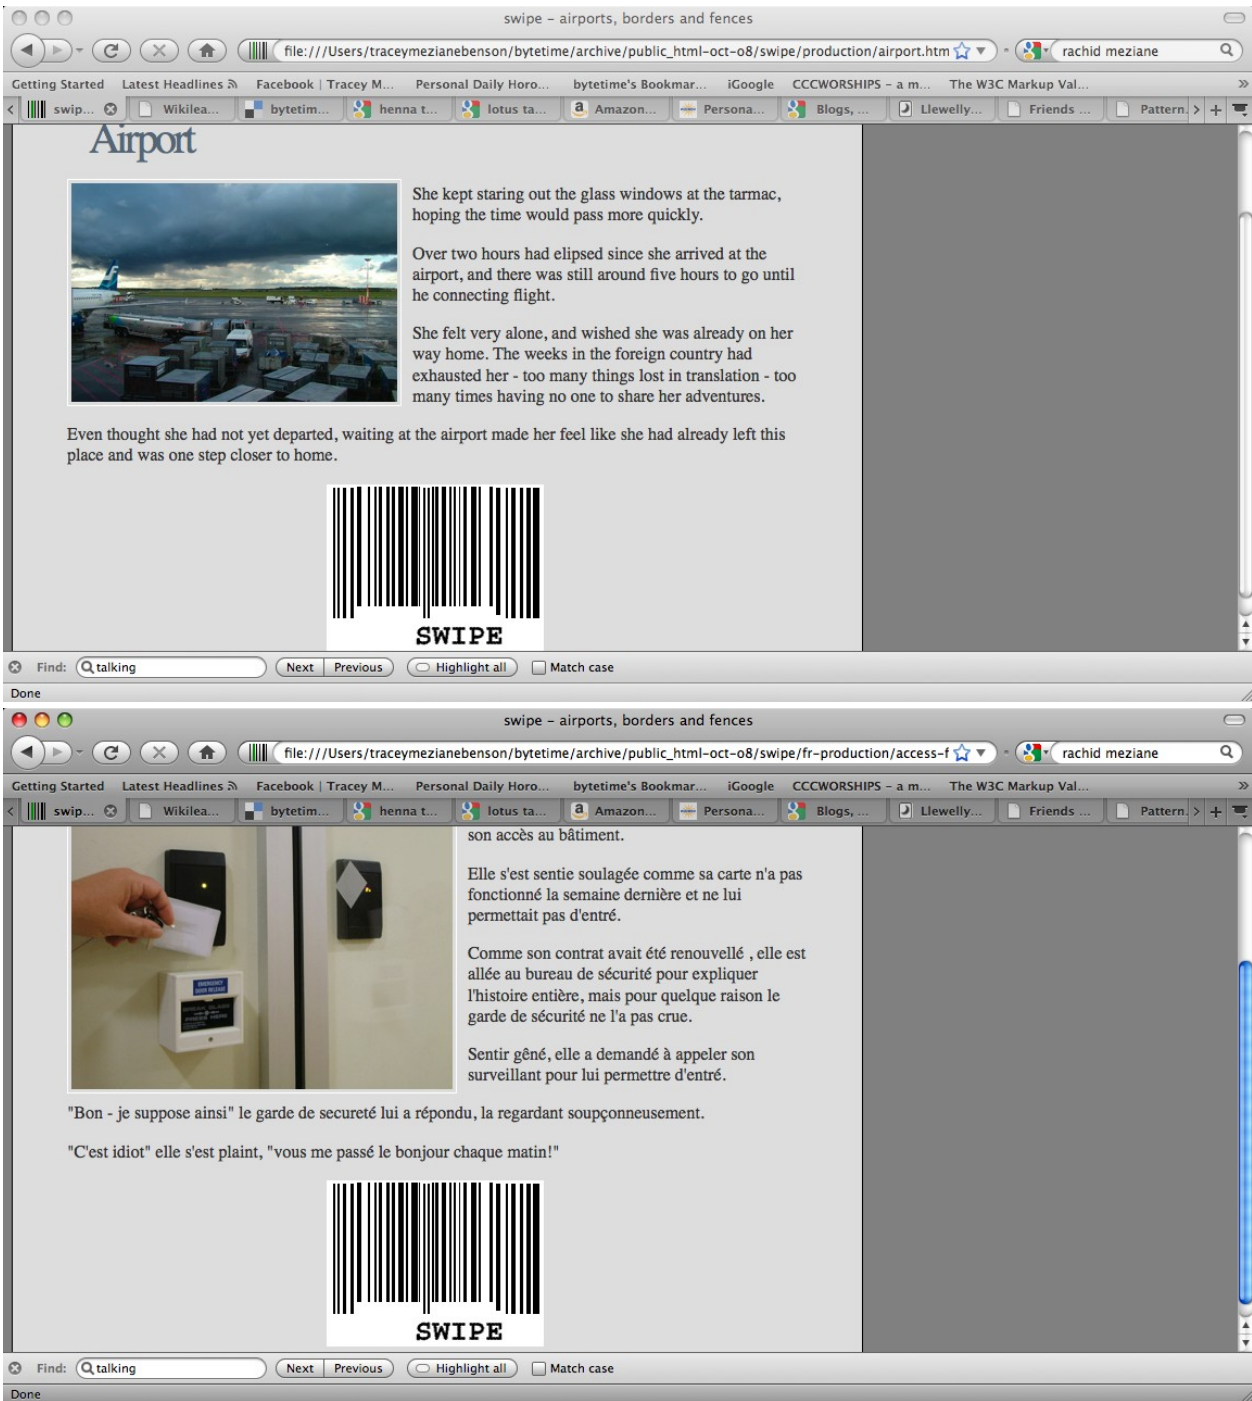 swipe – airports, borders and fences
file:///Users/traceymezianebenson/bytetime/archive/public_html-oct-08/swipe/production/airport.htm
rachid meziane
Getting Started Latest Headlines Facebook | Tracey M... Personal Daily Horo... bytetime's Bookmar... iGoogle CCCWORSHIPS – a m... The W3C Markup Val...
swip... Wikilea... bytetim... henna t... lotus ta... Amazon... Persona... Blogs, ... Llewelly... Friends ... Pattern.
Airport
She kept staring out the glass windows at the tarmac,
hoping the time would pass more quickly.
Over two hours had elipsed since she arrived at the
airport, and there was still around five hours to go until
he connecting flight.
She felt very alone, and wished she was already on her
way home. The weeks in the foreign country had
exhausted her - too many things lost in translation - too
many times having no one to share her adventures.
Even thought she had not yet departed, waiting at the airport made her feel like she had already left this
place and was one step closer to home.
SWIPE
Find: talking Next Previous Highlight all Match case
Done
swipe – airports, borders and fences
file:///Users/traceymezianebenson/bytetime/archive/public_html-oct-08/swipe/fr-production/access-f
rachid meziane
Getting Started Latest Headlines Facebook | Tracey M... Personal Daily Horo... bytetime's Bookmar... iGoogle CCCWORSHIPS – a m... The W3C Markup Val...
swip... Wikilea... bytetim... henna t... lotus ta... Amazon... Persona... Blogs, ... Llewelly... Friends ... Pattern.
son accès au bâtiment.
Elle s'est sentie soulagée comme sa carte n'a pas
fonctionné la semaine dernière et ne lui
permettait pas d'entré.
Comme son contrat avait été renouvellé , elle est
allée au bureau de sécurité pour expliquer
l'histoire entière, mais pour quelque raison le
garde de sécurité ne l'a pas crue.
Sentir gêné, elle a demandé à appeler son
surveillant pour lui permettre d'entré.
EMERGENCY
DOOR RELEASE
BREAK GLASS
PRESS HERE
"Bon - je suppose ainsi" le garde de secureté lui a répondu, la regardant soupçonneusement.
"C'est idiot" elle s'est plaint, "vous me passé le bonjour chaque matin!"
SWIPE
Find: talking Next Previous Highlight all Match case
Done